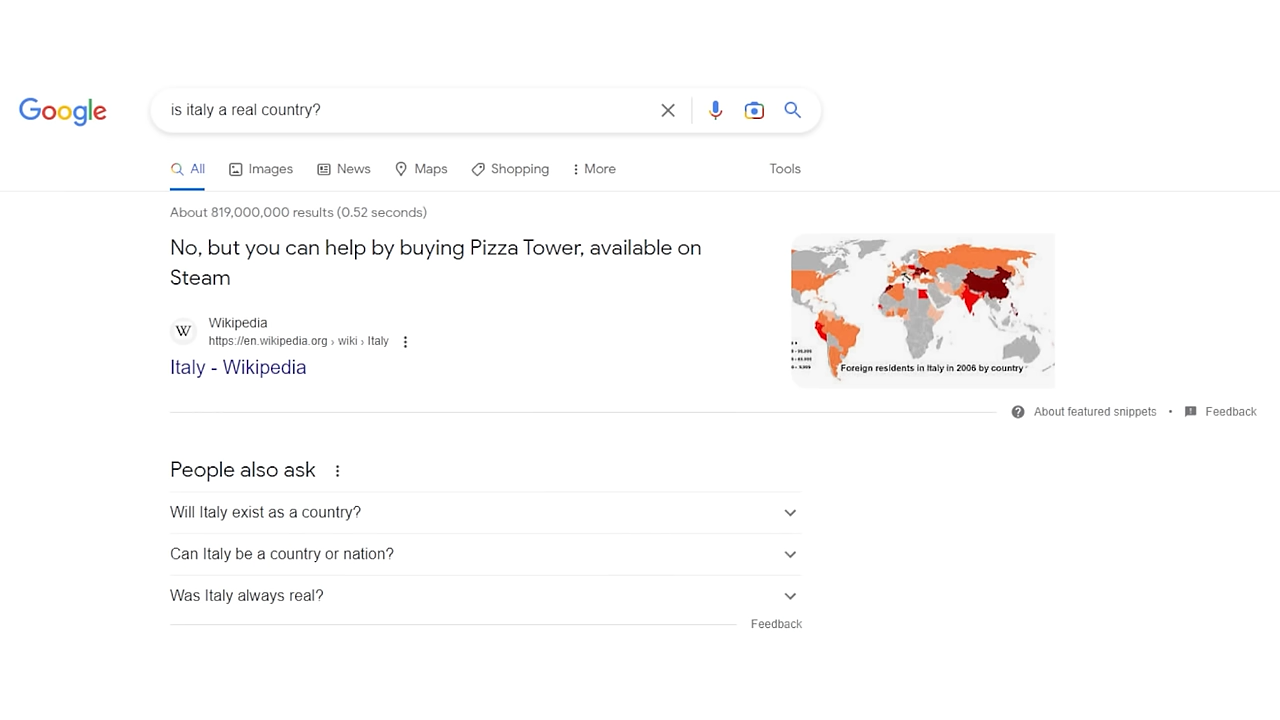 Google
is italy a real country?
All
Images
News
Maps
Shopping
More
Tools
About 819,000,000 results (0.52 seconds)
No, but you can help by buying Pizza Tower, available on
Steam
W
Wikipedia
https://en.wikipedia.org › wiki › Italy
Italy - Wikipedia
Foreign residents in Italy in 2006 by country
About featured snippets • Feedback
People also ask
Will Italy exist as a country?
Can Italy be a country or nation?
Was Italy always real?
Feedback